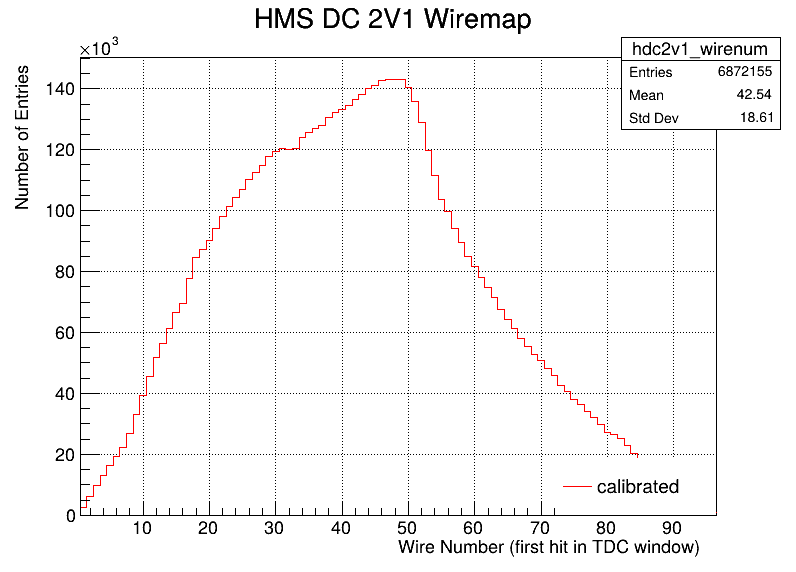 HMS DC 2V1 Wiremap
×10³
hdc2v1_wirenum
Entries 6872155
Mean 42.54
Std Dev 18.61
Number of Entries
140
120
100
80
60
40
20
0
calibrated
10 20 30 40 50 60 70 80 90
Wire Number (first hit in TDC window)